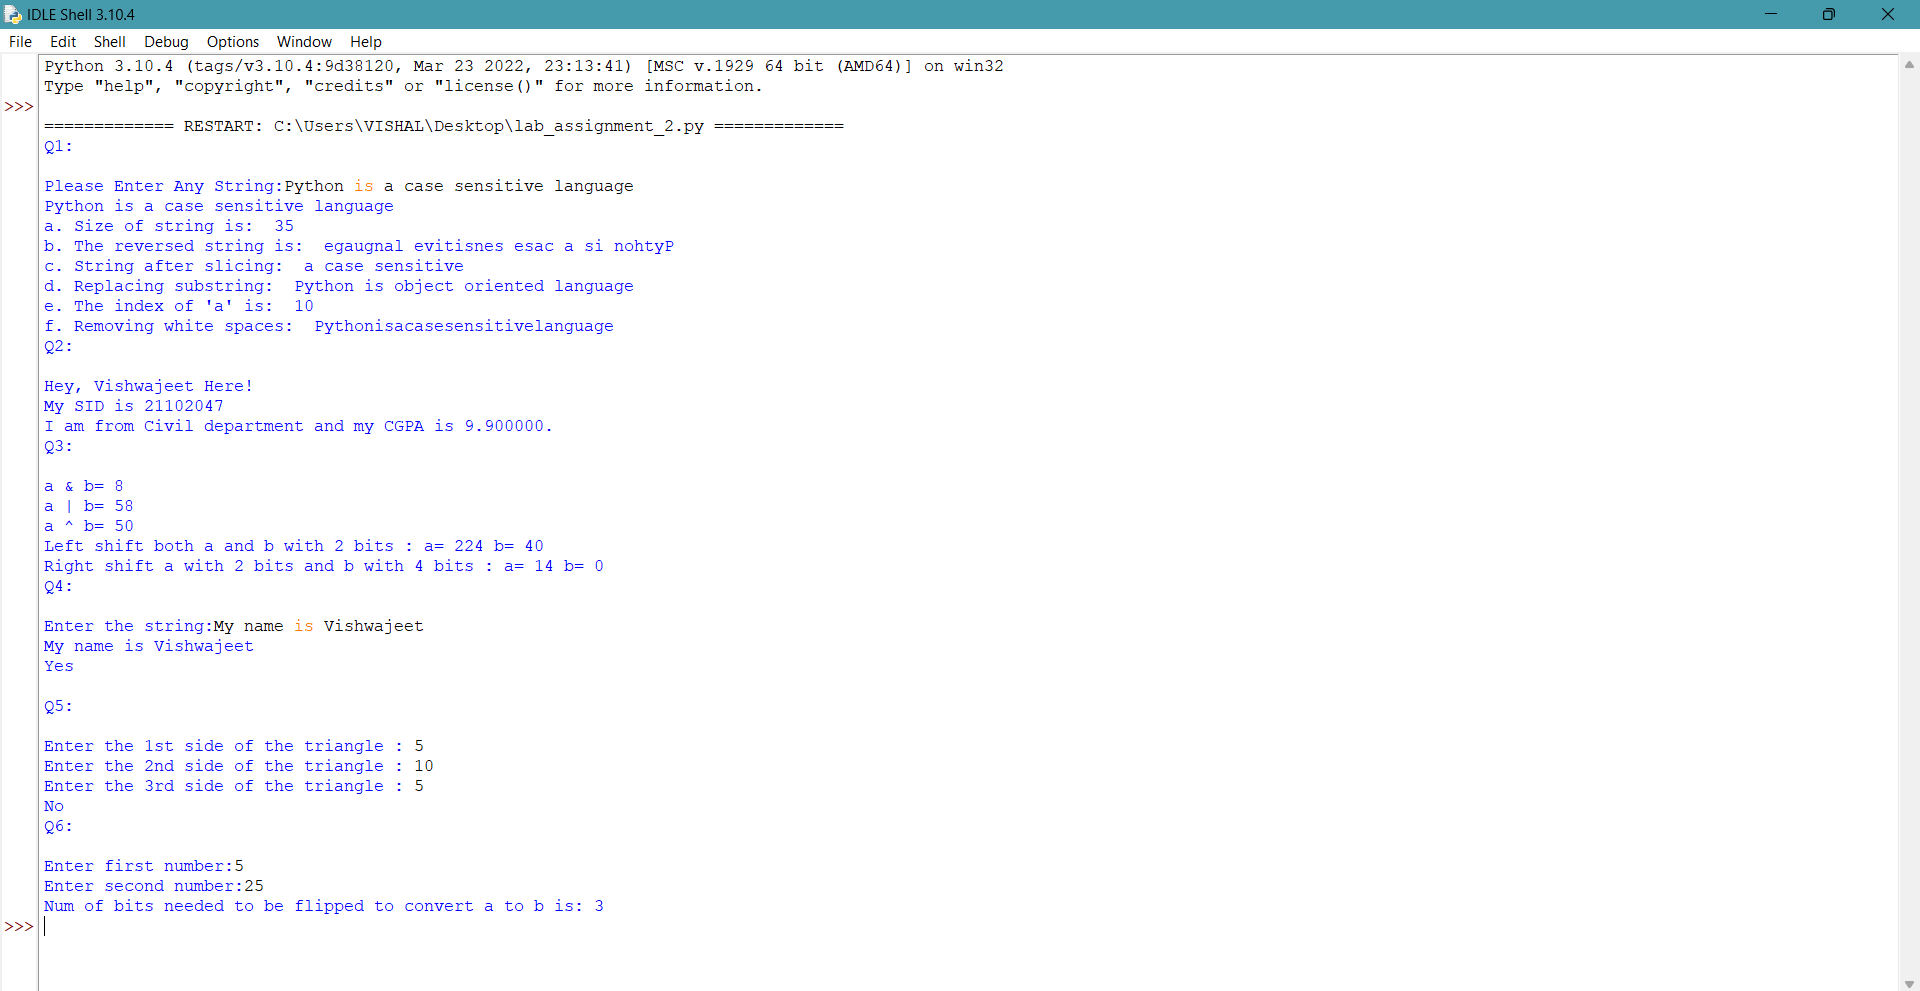 IDLE Shell 3.10.4
File Edit Shell Debug Options Window Help
Python 3.10.4 (tags/v3.10.4:9d38120, Mar 23 2022, 23:13:41) [MSC v.1929 64 bit (AMD64)] on win32
Type "help", "copyright", "credits" or "license()" for more information.
>>>
============= RESTART: C:\Users\VISHAL\Desktop\lab_assignment_2.py =============
Q1:
Please Enter Any String:Python is a case sensitive language
Python is a case sensitive language
a. Size of string is:  35
b. The reversed string is:  egaugnal evitisnes esac a si nohtyP
c. String after slicing:  a case sensitive
d. Replacing substring:  Python is object oriented language
e. The index of 'a' is:  10
f. Removing white spaces:  Pythonisacasesensitivelanguage
Q2:
Hey, Vishwajeet Here!
My SID is 21102047
I am from Civil department and my CGPA is 9.900000.
Q3:
a & b= 8
a | b= 58
a ^ b= 50
Left shift both a and b with 2 bits : a= 224 b= 40
Right shift a with 2 bits and b with 4 bits : a= 14 b= 0
Q4:
Enter the string:My name is Vishwajeet
My name is Vishwajeet
Yes
Q5:
Enter the 1st side of the triangle : 5
Enter the 2nd side of the triangle : 10
Enter the 3rd side of the triangle : 5
No
Q6:
Enter first number:5
Enter second number:25
Num of bits needed to be flipped to convert a to b is: 3
>>>